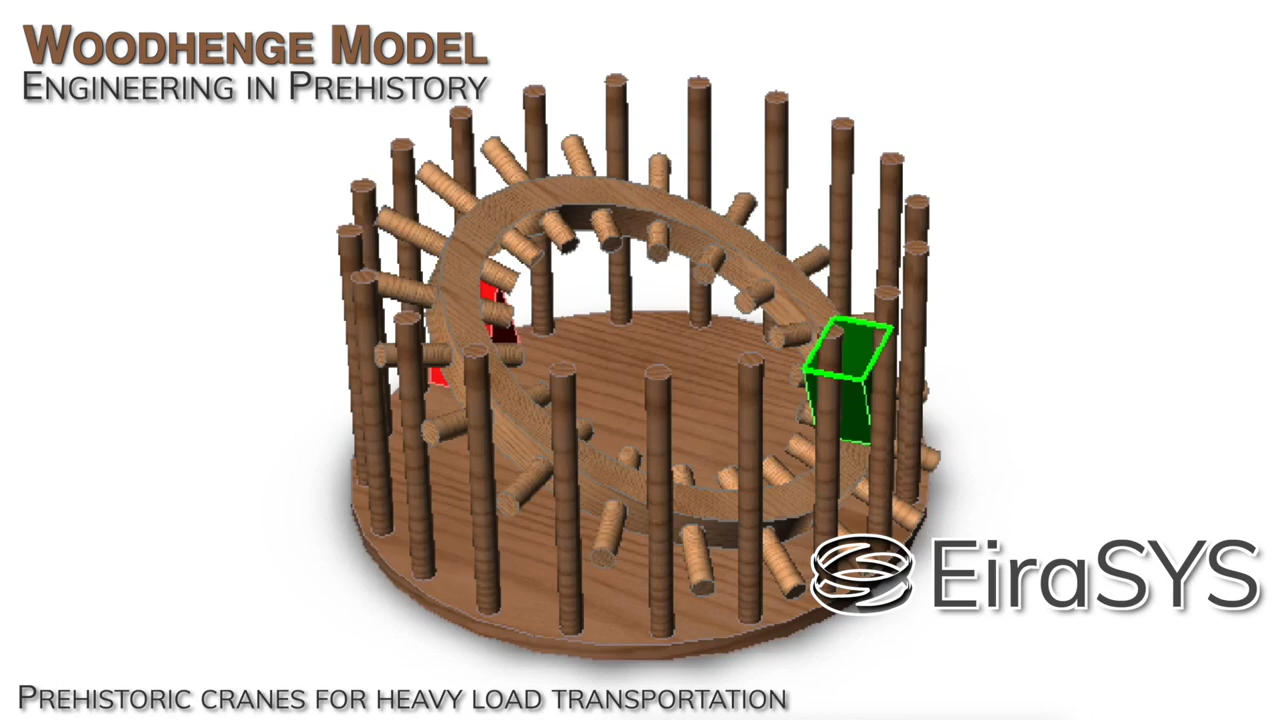 Woodhenge Model
Engineering in Prehistory
EiraSYS
Prehistoric cranes for heavy load transportation